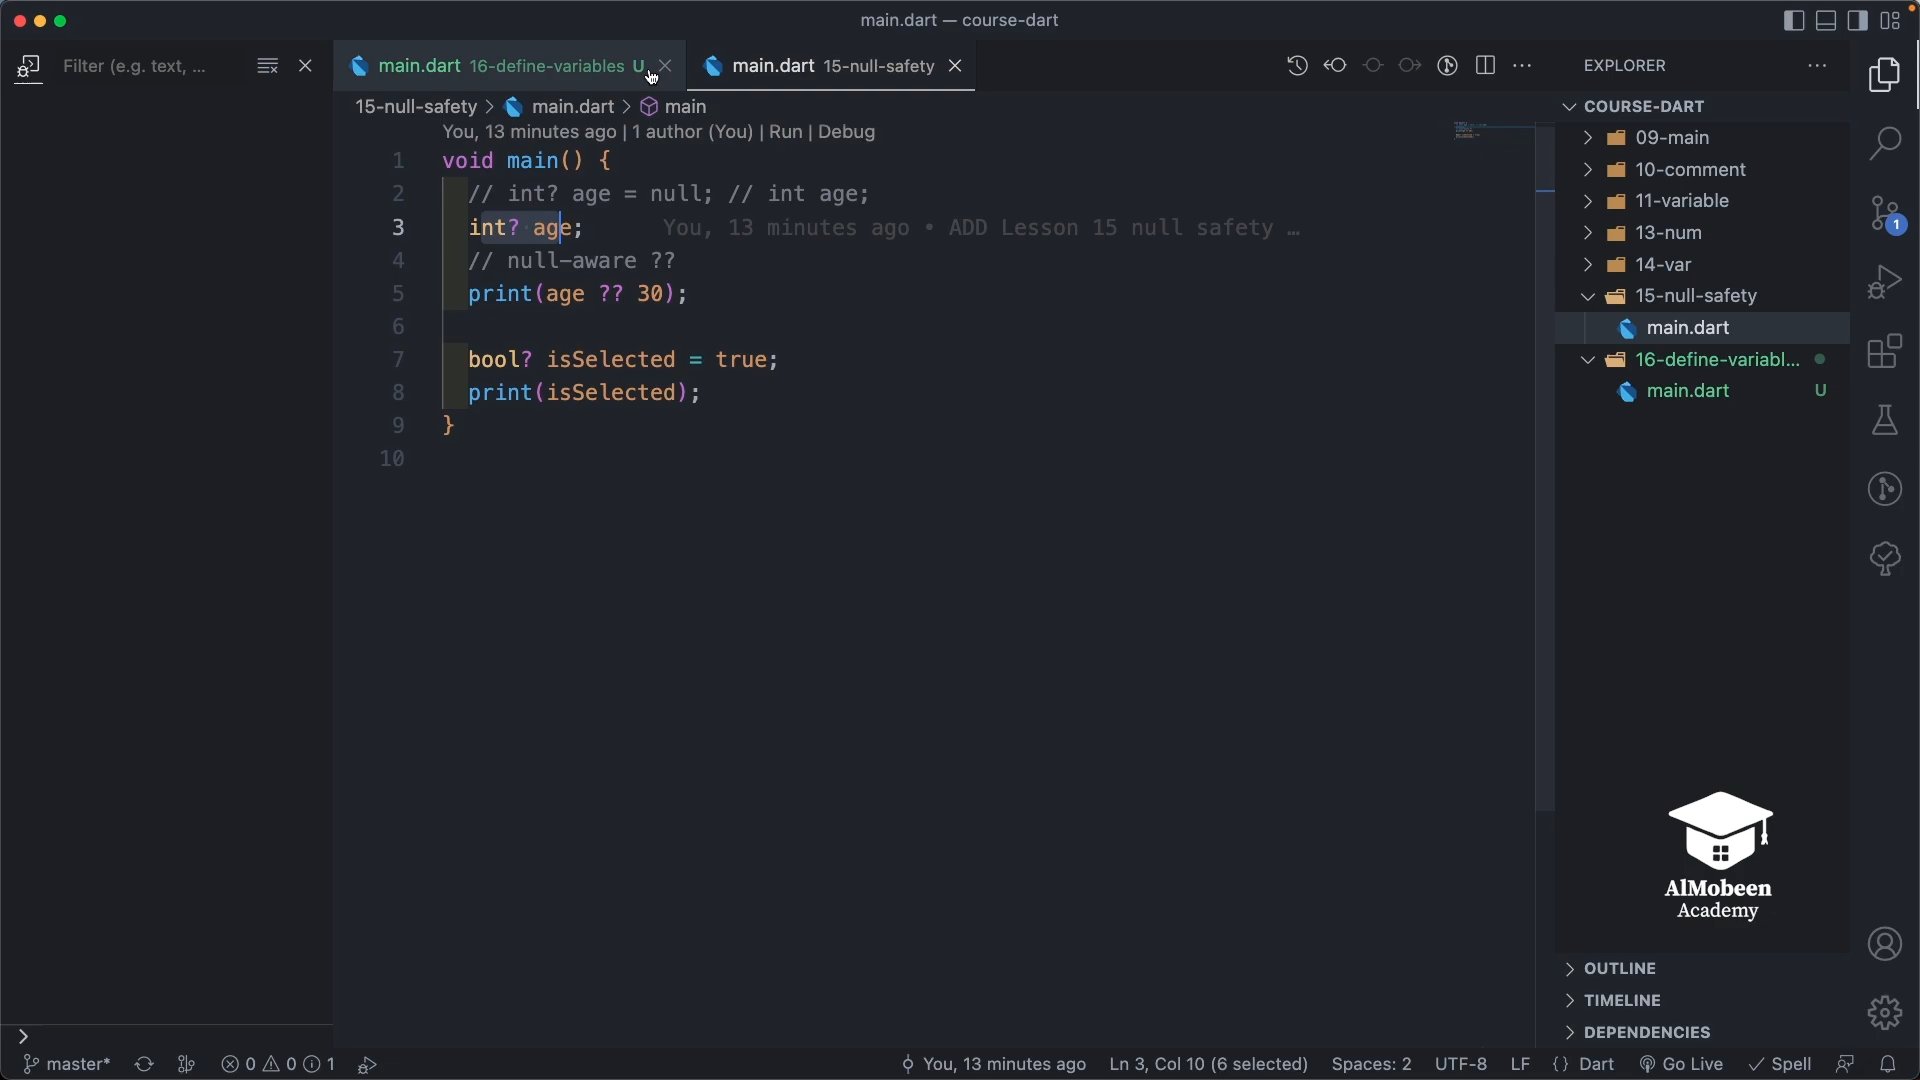 main.dart — course-dart
Filter (e.g. text, ...
main.dart 16-define-variables U
main.dart 15-null-safety
EXPLORER
15-null-safety > main.dart > main
COURSE-DART
You, 13 minutes ago | 1 author (You) | Run | Debug
1 void main() {
2 // int? age = null; // int age;
3 int? age; You, 13 minutes ago • ADD Lesson 15 null safety …
4 // null-aware ??
5 print(age ?? 30);
6
7 bool? isSelected = true;
8 print(isSelected);
9 }
10
09-main
10-comment
11-variable
13-num
14-var
15-null-safety
main.dart
16-define-variabl...
main.dart U
1
AlMobeen
Academy
OUTLINE
TIMELINE
DEPENDENCIES
master* 0 0 1 You, 13 minutes ago Ln 3, Col 10 (6 selected) Spaces: 2 UTF-8 LF {} Dart Go Live Spell